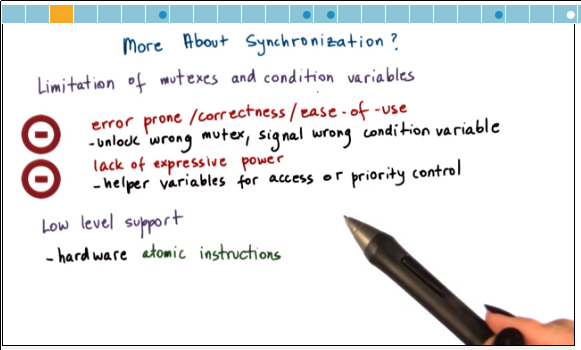 More About Synchronization?
Limitation of mutexes and condition variables
error prone/correctness/ease-of-use
-unlock wrong mutex, signal wrong condition variable
lack of expressive power
-helper variables for access or priority control
Low level support
-hardware atomic instructions